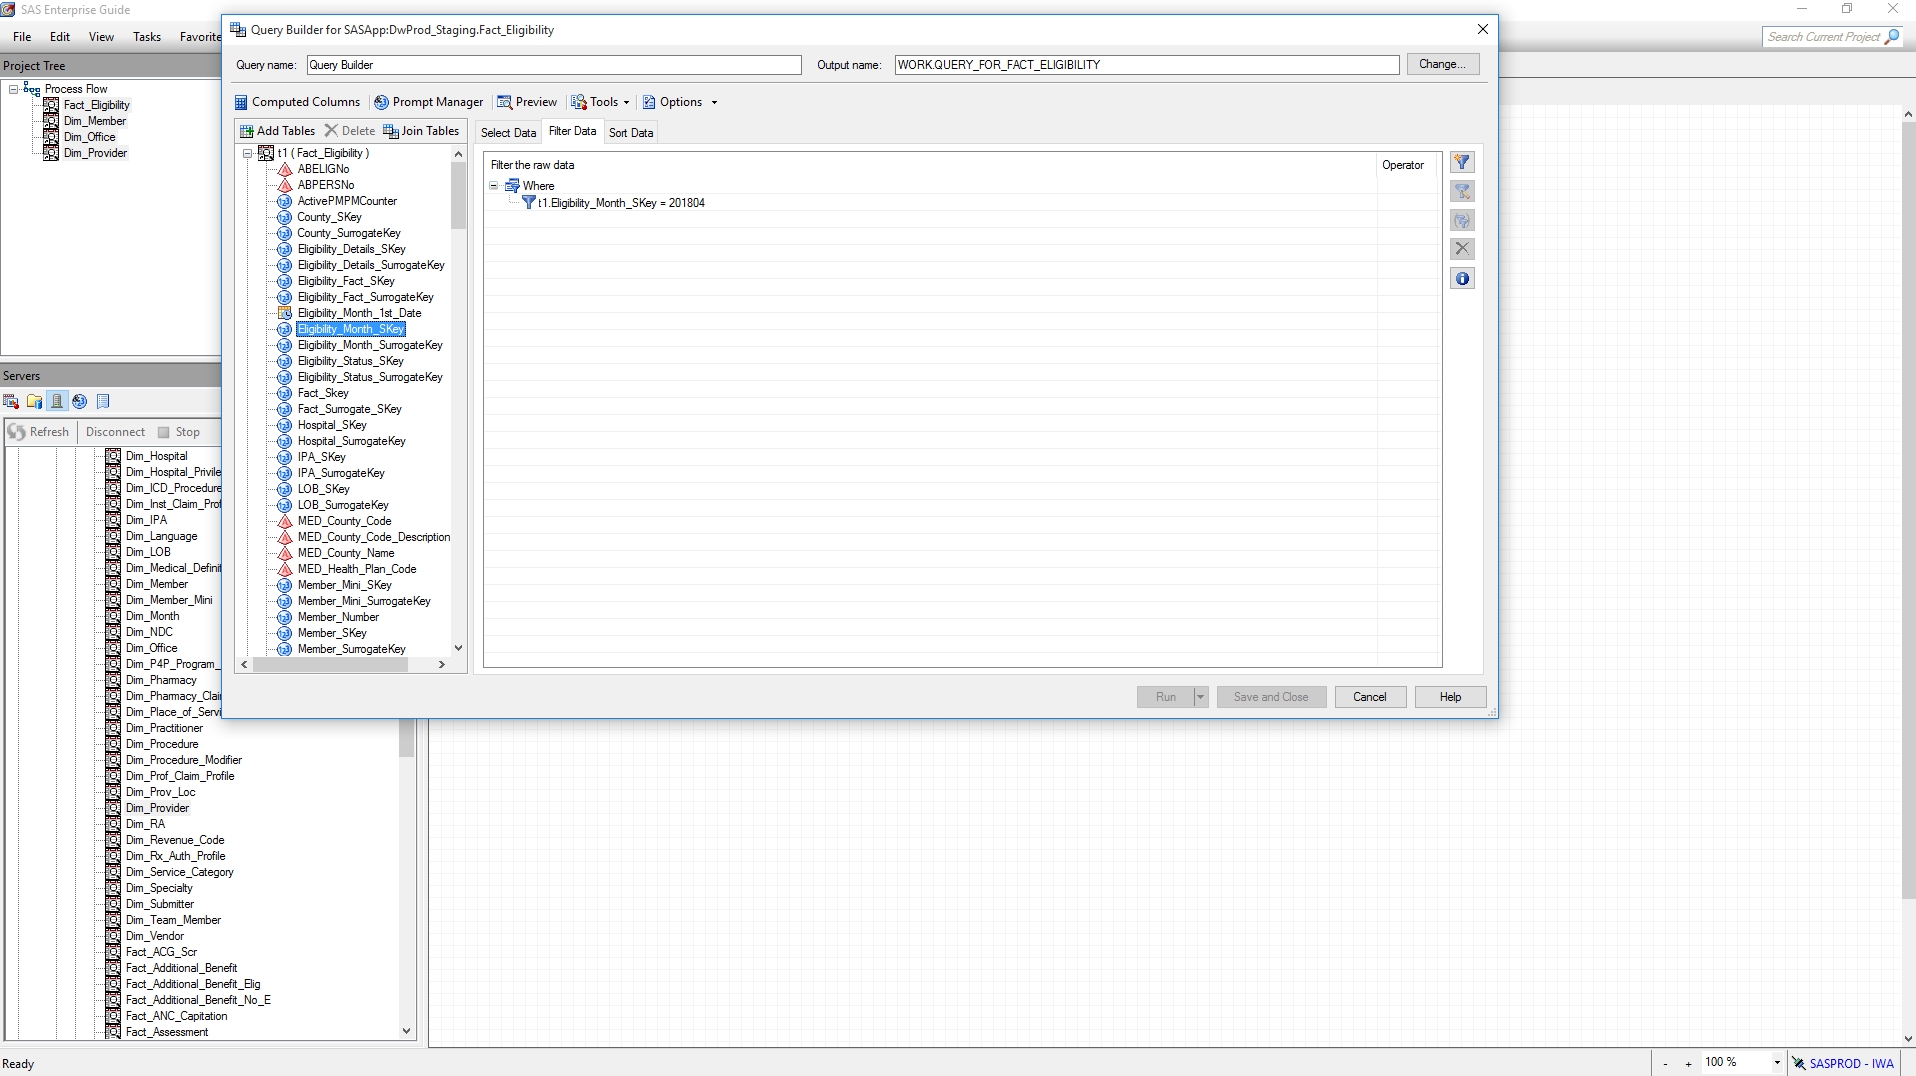 SAS Enterprise Guide
File Edit View Tasks Favorite
Search Current Project
Project Tree
Process Flow
Fact_Eligibility
Dim_Member
Dim_Office
Dim_Provider
Servers
Refresh Disconnect Stop
Dim_Hospital
Dim_Hospital_Privile
Dim_ICD_Procedure
Dim_Inst_Claim_Prof
Dim_IPA
Dim_Language
Dim_LOB
Dim_Medical_Definit
Dim_Member
Dim_Member_Mini
Dim_Month
Dim_NDC
Dim_Office
Dim_P4P_Program_
Dim_Pharmacy
Dim_Pharmacy_Clai
Dim_Place_of_Servi
Dim_Practitioner
Dim_Procedure
Dim_Procedure_Modifier
Dim_Prof_Claim_Profile
Dim_Prov_Loc
Dim_Provider
Dim_RA
Dim_Revenue_Code
Dim_Rx_Auth_Profile
Dim_Service_Category
Dim_Specialty
Dim_Submitter
Dim_Team_Member
Dim_Vendor
Fact_ACG_Scr
Fact_Additional_Benefit
Fact_Additional_Benefit_Elig
Fact_Additional_Benefit_No_E
Fact_ANC_Capitation
Fact_Assessment
Query Builder for SASApp:DwProd_Staging.Fact_Eligibility
Query name: Query Builder Output name: WORK.QUERY_FOR_FACT_ELIGIBILITY Change...
Computed Columns Prompt Manager Preview Tools Options
Add Tables Delete Join Tables
t1 ( Fact_Eligibility )
ABELIGNo
ABPERSNo
ActivePMPMCounter
County_SKey
County_SurrogateKey
Eligibility_Details_SKey
Eligibility_Details_SurrogateKey
Eligibility_Fact_SKey
Eligibility_Fact_SurrogateKey
Eligibility_Month_1st_Date
Eligibility_Month_SKey
Eligibility_Month_SurrogateKey
Eligibility_Status_SKey
Eligibility_Status_SurrogateKey
Fact_Skey
Fact_Surrogate_SKey
Hospital_SKey
Hospital_SurrogateKey
IPA_SKey
IPA_SurrogateKey
LOB_SKey
LOB_SurrogateKey
MED_County_Code
MED_County_Code_Description
MED_County_Name
MED_Health_Plan_Code
Member_Mini_SKey
Member_Mini_SurrogateKey
Member_Number
Member_SKey
Member_SurrogateKey
Select Data Filter Data Sort Data
Filter the raw data Operator
Where
t1.Eligibility_Month_SKey = 201804
Run Save and Close Cancel Help
Ready
- + 100 % SASPROD - IWA